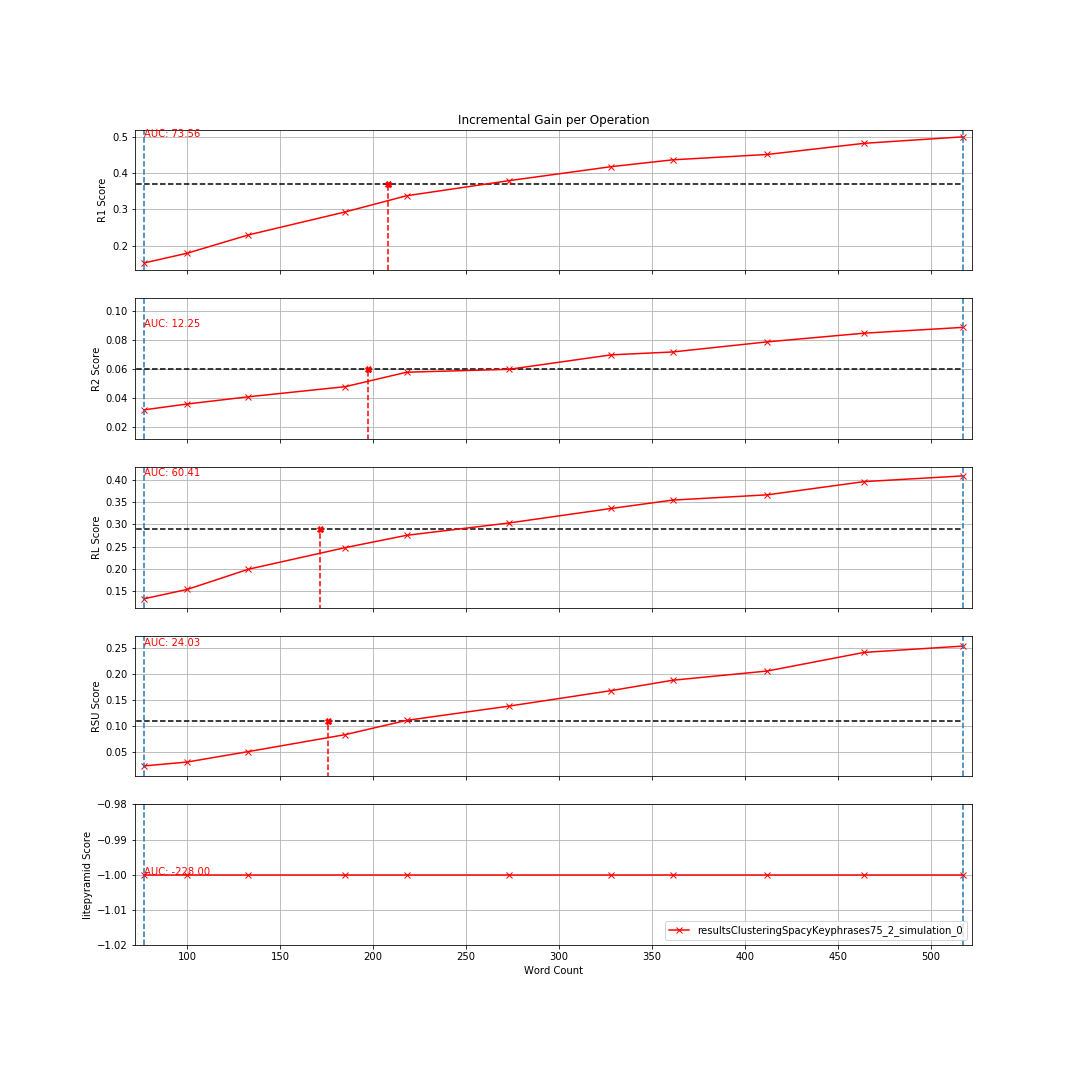 Incremental Gain per Operation
AUC: 73.56
0.5
0.4
0.3
0.2
R1 Score
AUC: 12.25
0.10
0.08
0.06
0.04
0.02
R2 Score
AUC: 60.41
0.40
0.35
0.30
0.25
0.20
0.15
RL Score
AUC: 24.03
0.25
0.20
0.15
0.10
0.05
RSU Score
−0.98
−0.99
−1.00
−1.01
−1.02
litepyramid Score
AUC: -228.00
resultsClusteringSpacyKeyphrases75_2_simulation_0
100 150 200 250 300 350 400 450 500
Word Count